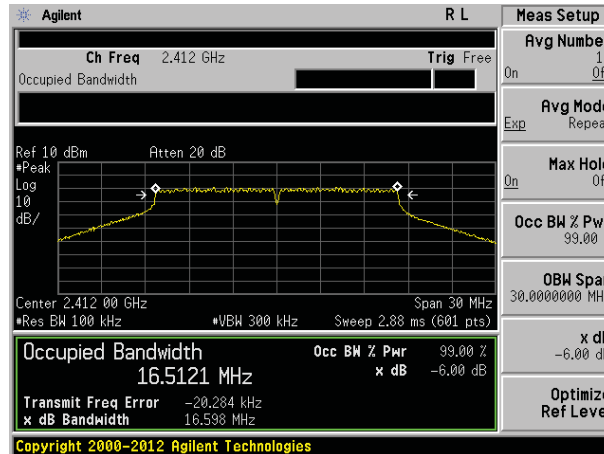 Agilent R L Meas Setup
Ch Freq 2.412 GHz Trig Free
Occupied Bandwidth
Ref 10 dBm Atten 20 dB
#Peak
Log
10
dB/
Center 2.412 00 GHz Span 30 MHz
#Res BW 100 kHz #VBW 300 kHz Sweep 2.88 ms (601 pts)
Occupied Bandwidth Occ BW % Pwr 99.00 %
16.5121 MHz x dB -6.00 dB
Transmit Freq Error -20.284 kHz
x dB Bandwidth 16.598 MHz
Copyright 2000-2012 Agilent Technologies
Avg Numbe
1
On Of
Avg Mod
Exp Repea
Max Hol
On Of
Occ BW % Pw
99.00
OBW Spa
30.0000000 MH
x d
-6.00 d
Optimiz
Ref Leve